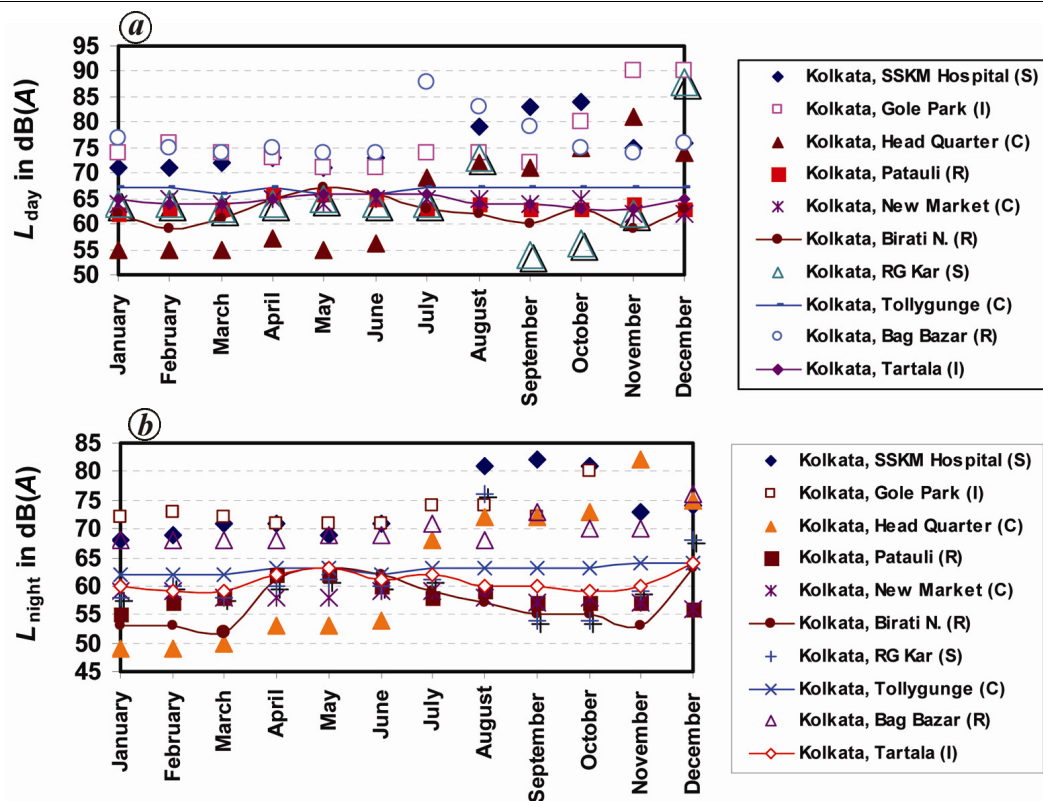 a
L day in dB(A)
95
90
85
80
75
70
65
60
55
50
January
February
March
April
May
June
July
August
September
October
November
December
Kolkata, SSKM Hospital (S)
Kolkata, Gole Park (I)
Kolkata, Head Quarter (C)
Kolkata, Patauli (R)
Kolkata, New Market (C)
Kolkata, Birati N. (R)
Kolkata, RG Kar (S)
Kolkata, Tollygunge (C)
Kolkata, Bag Bazar (R)
Kolkata, Tartala (I)
b
L night in dB(A)
85
80
75
70
65
60
55
50
45
January
February
March
April
May
June
July
August
September
October
November
December
Kolkata, SSKM Hospital (S)
Kolkata, Gole Park (I)
Kolkata, Head Quarter (C)
Kolkata, Patauli (R)
Kolkata, New Market (C)
Kolkata, Birati N. (R)
Kolkata, RG Kar (S)
Kolkata, Tollygunge (C)
Kolkata, Bag Bazar (R)
Kolkata, Tartala (I)